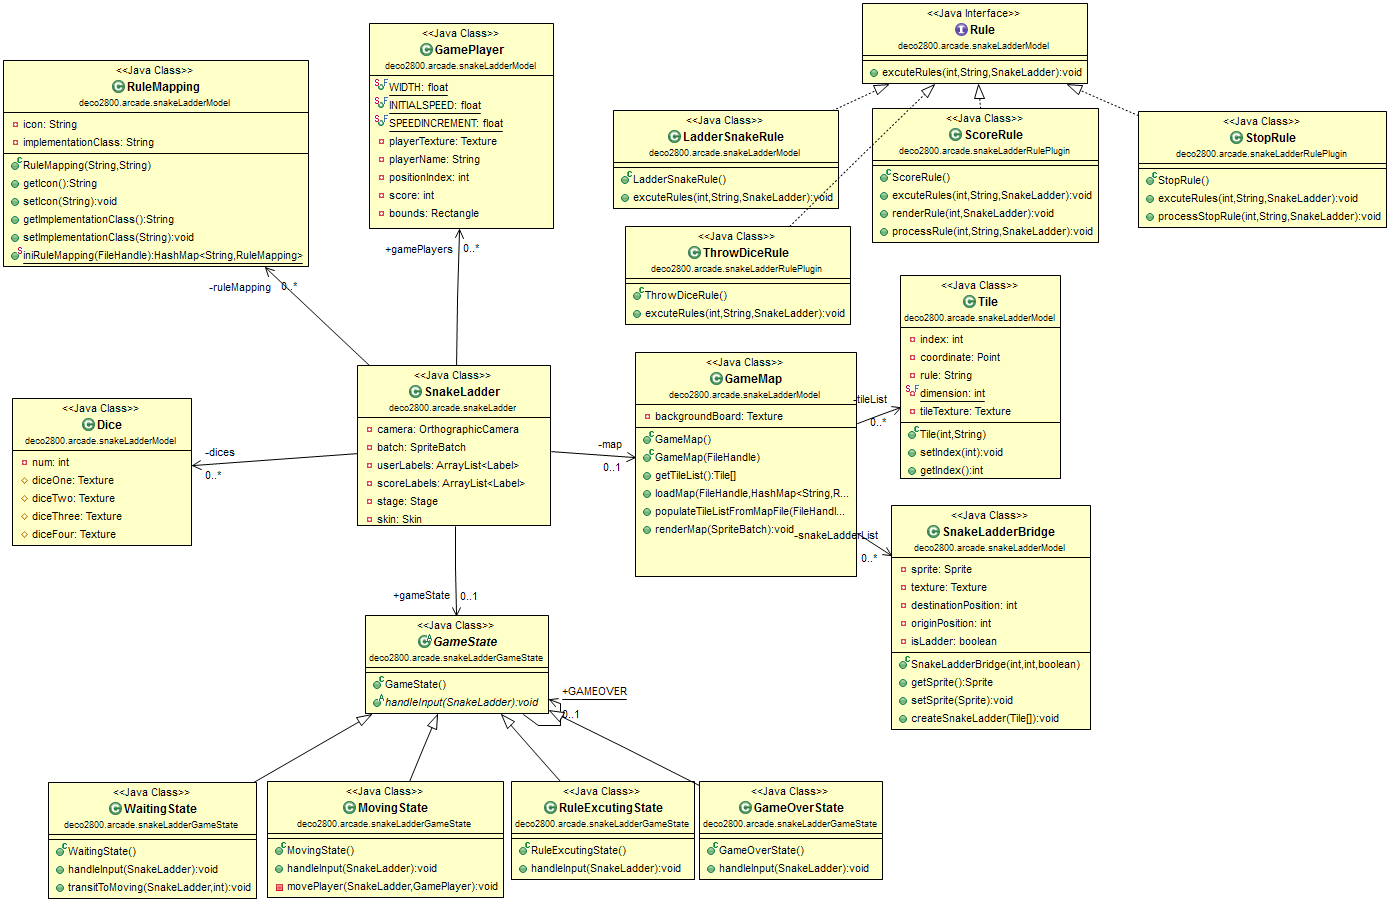 <<Java Interface>>
Rule
deco2800.arcade.snakeLadderModel
excuteRules(int,String,SnakeLadder):void
<<Java Class>>
GamePlayer
deco2800.arcade.snakeLadderModel
WIDTH: float
INITIALSPEED: float
SPEEDINCREMENT: float
playerTexture: Texture
playerName: String
positionIndex: int
score: int
bounds: Rectangle
<<Java Class>>
RuleMapping
deco2800.arcade.snakeLadderModel
icon: String
implementationClass: String
RuleMapping(String,String)
getIcon():String
setIcon(String):void
getImplementationClass():String
setImplementationClass(String):void
iniRuleMapping(FileHandle):HashMap<String,RuleMapping>
<<Java Class>>
LadderSnakeRule
deco2800.arcade.snakeLadderModel
LadderSnakeRule()
excuteRules(int,String,SnakeLadder):void
<<Java Class>>
ScoreRule
deco2800.arcade.snakeLadderRulePlugin
ScoreRule()
excuteRules(int,String,SnakeLadder):void
renderRule(int,SnakeLadder):void
processRule(int,String,SnakeLadder):void
<<Java Class>>
StopRule
deco2800.arcade.snakeLadderRulePlugin
StopRule()
excuteRules(int,String,SnakeLadder):void
processStopRule(int,String,SnakeLadder):void
<<Java Class>>
ThrowDiceRule
deco2800.arcade.snakeLadderRulePlugin
ThrowDiceRule()
excuteRules(int,String,SnakeLadder):void
+gamePlayers
0..*
-ruleMapping
0..*
<<Java Class>>
Tile
deco2800.arcade.snakeLadderModel
index: int
coordinate: Point
rule: String
dimension: int
tileTexture: Texture
Tile(int,String)
setIndex(int):void
getIndex():int
<<Java Class>>
SnakeLadder
deco2800.arcade.snakeLadder
camera: OrthographicCamera
batch: SpriteBatch
userLabels: ArrayList<Label>
scoreLabels: ArrayList<Label>
stage: Stage
skin: Skin
<<Java Class>>
GameMap
deco2800.arcade.snakeLadderModel
backgroundBoard: Texture
GameMap()
GameMap(FileHandle)
getTileList():Tile[]
loadMap(FileHandle,HashMap<String,R...
populateTileListFromMapFile(FileHandl...
renderMap(SpriteBatch):void
-tileList
0..*
-map
0..1
-snakeLadderList
0..*
<<Java Class>>
Dice
deco2800.arcade.snakeLadderModel
num: int
diceOne: Texture
diceTwo: Texture
diceThree: Texture
diceFour: Texture
-dices
0..*
<<Java Class>>
SnakeLadderBridge
deco2800.arcade.snakeLadderModel
sprite: Sprite
texture: Texture
destinationPosition: int
originPosition: int
isLadder: boolean
SnakeLadderBridge(int,int,boolean)
getSprite():Sprite
setSprite(Sprite):void
createSnakeLadder(Tile[]):void
+gameState
0..1
<<Java Class>>
GameState
deco2800.arcade.snakeLadderGameState
GameState()
handleInput(SnakeLadder):void
+GAMEOVER
0..1
<<Java Class>>
WaitingState
deco2800.arcade.snakeLadderGameState
WaitingState()
handleInput(SnakeLadder):void
transitToMoving(SnakeLadder,int):void
<<Java Class>>
MovingState
deco2800.arcade.snakeLadderGameState
MovingState()
handleInput(SnakeLadder):void
movePlayer(SnakeLadder,GamePlayer):void
<<Java Class>>
RuleExcutingState
deco2800.arcade.snakeLadderGameState
RuleExcutingState()
handleInput(SnakeLadder):void
<<Java Class>>
GameOverState
deco2800.arcade.snakeLadderGameState
GameOverState()
handleInput(SnakeLadder):void